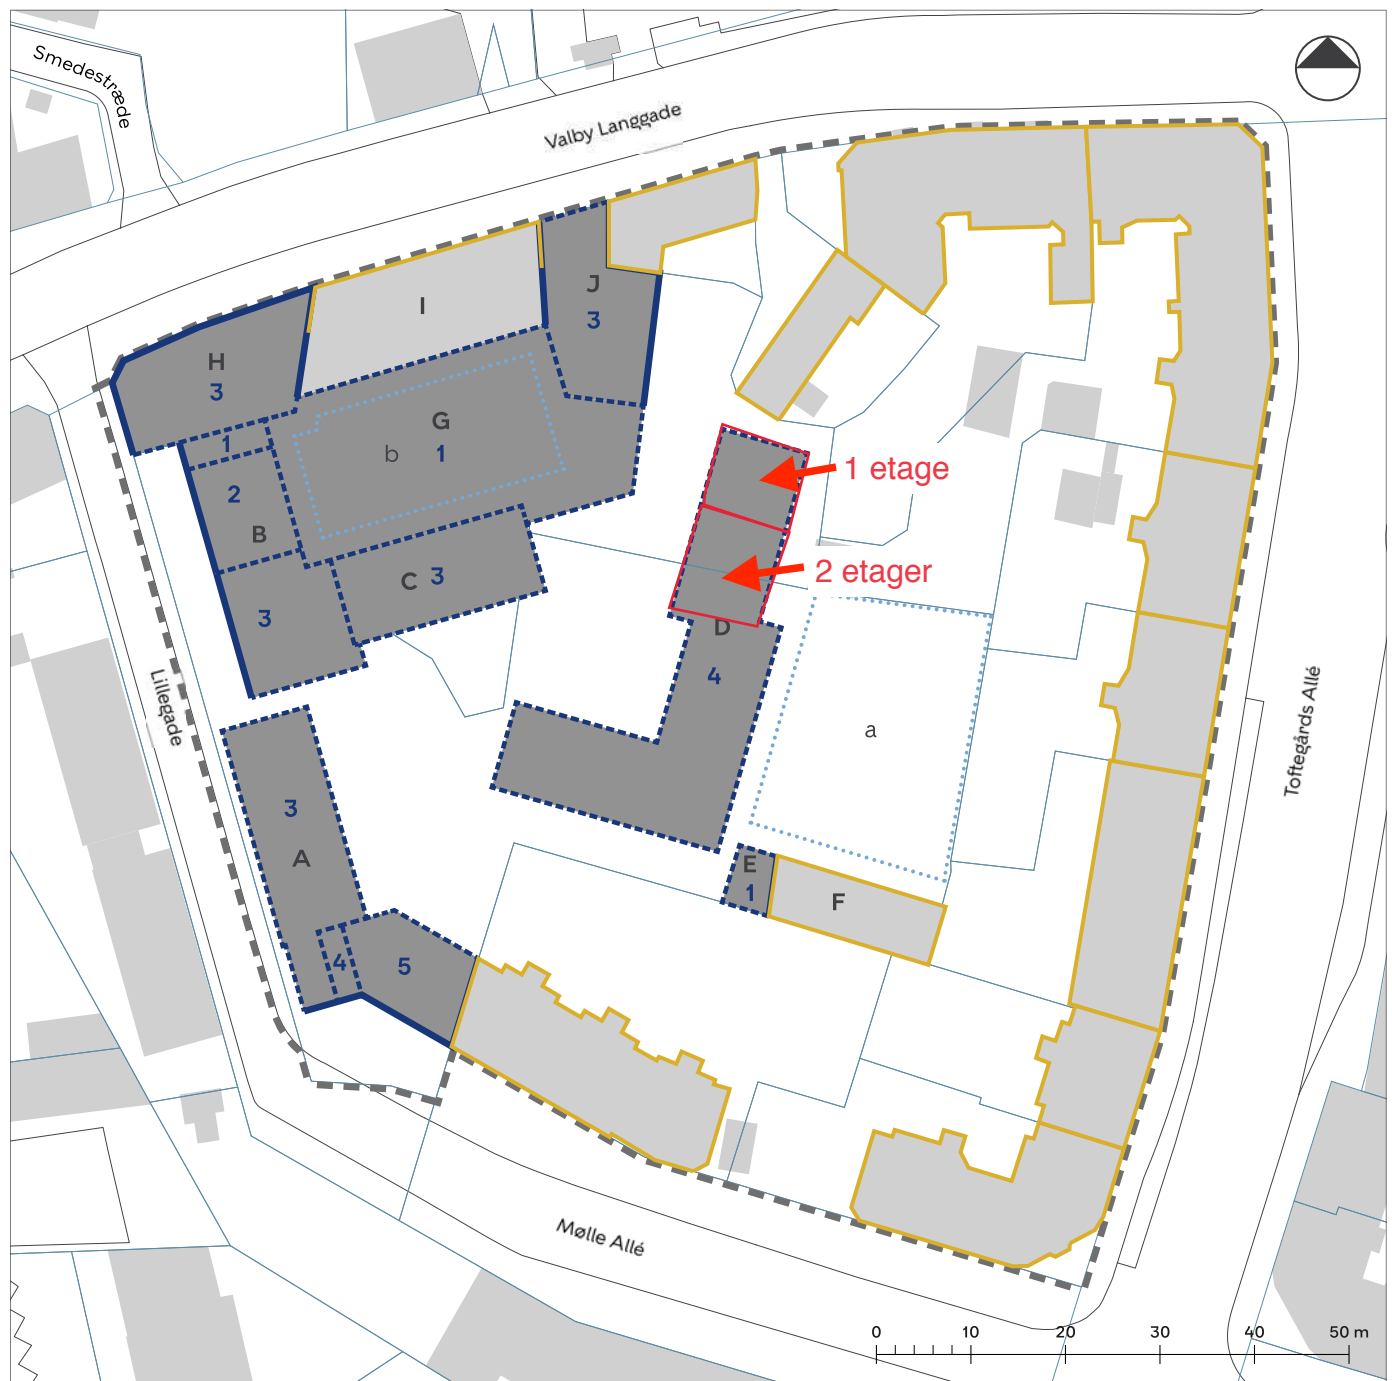 Smedestræde
Valby Langgade
I
J
3
H
3
1
G
b
1
2
B
C
3
3
1 etage
2 etager
D
4
a
Lillegade
Toftegårds Allé
3
A
E
1
F
4
5
Mølle Allé
0 10 20 30 40 50 m